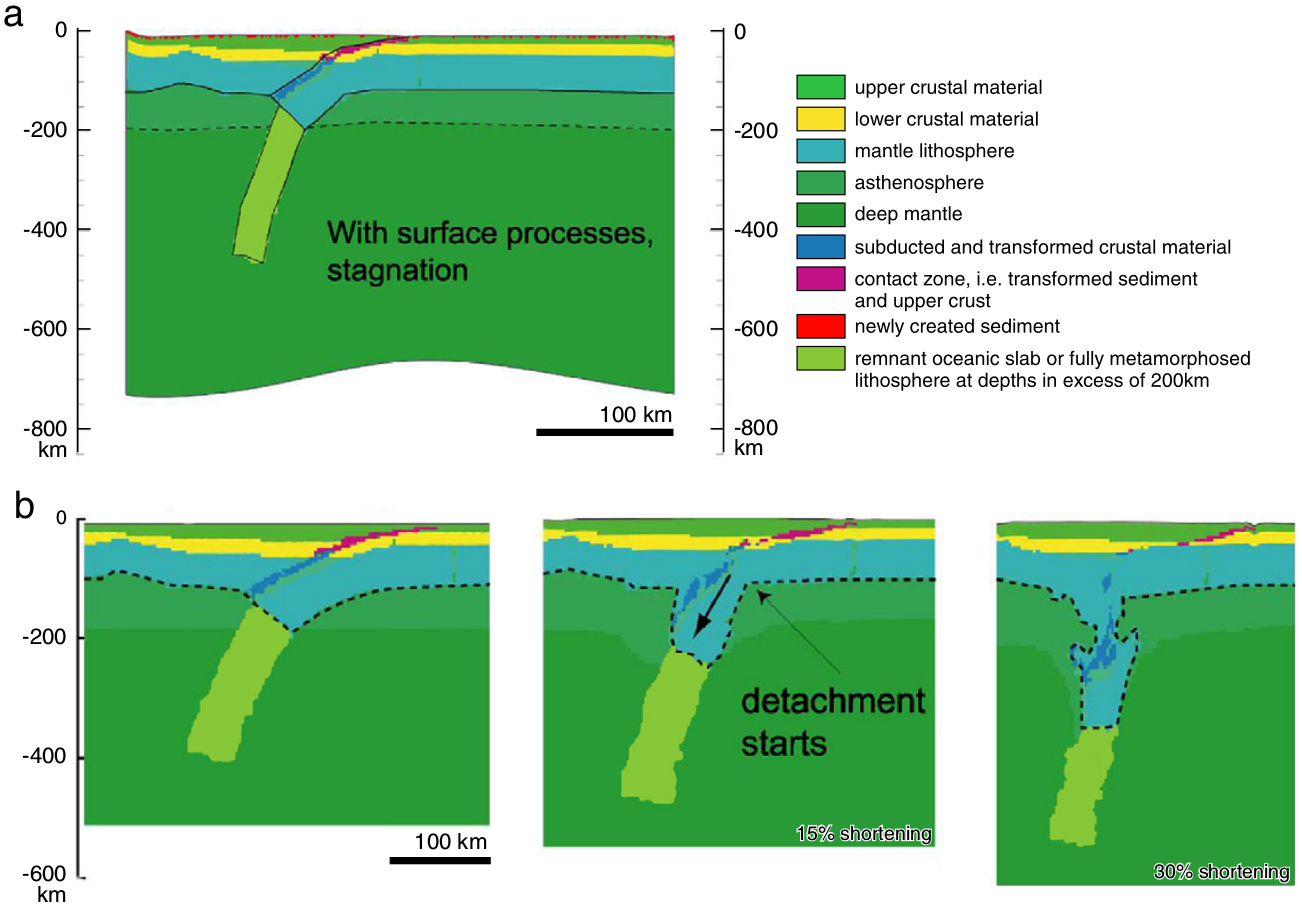 a
0
-200
-400
-600
-800
km
With surface processes,
stagnation
100 km
0
-200
-400
-600
-800
km
upper crustal material
lower crustal material
mantle lithosphere
asthenosphere
deep mantle
subducted and transformed crustal material
contact zone, i.e. transformed sediment
and upper crust
newly created sediment
remnant oceanic slab or fully metamorphosed
lithosphere at depths in excess of 200km
b
0
-200
-400
-600
km
100 km
detachment
starts
15% shortening
30% shortening